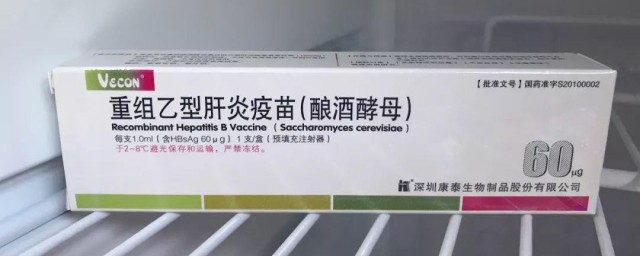 VECON®
【批准文号】国药准字S20100002
重组乙型肝炎疫苗(酿酒酵母)
Recombinant Hepatitis B Vaccine ( Saccharomyces cerevisiae )
每支1.0ml(含HBsAg 60μg) 1支/盒(预填充注射器)
于2-8℃避光保存和运输,严禁冻结。
60μg
深圳康泰生物制品股份有限公司